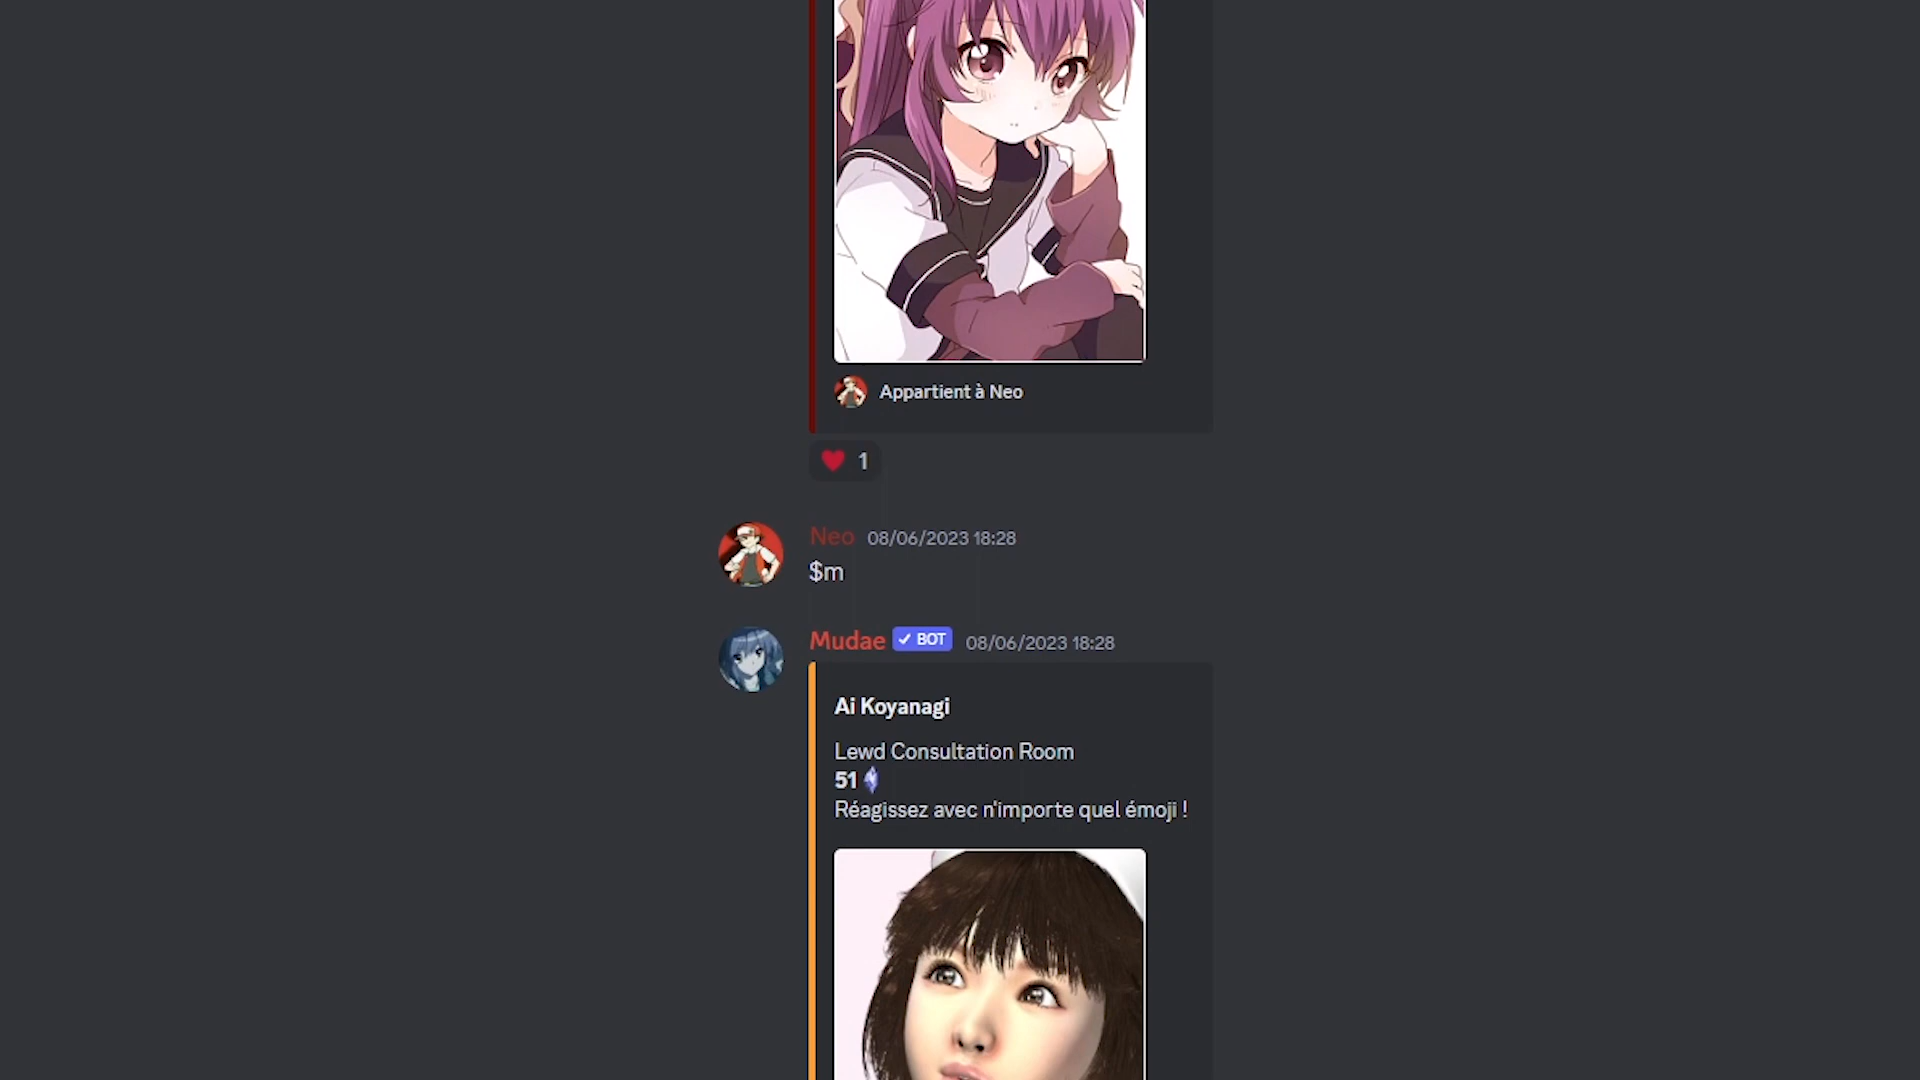 Appartient à Neo
1
Neo 08/06/2023 18:28
$m
Mudae BOT 08/06/2023 18:28
Ai Koyanagi
Lewd Consultation Room
51
Réagissez avec n'importe quel émoji !